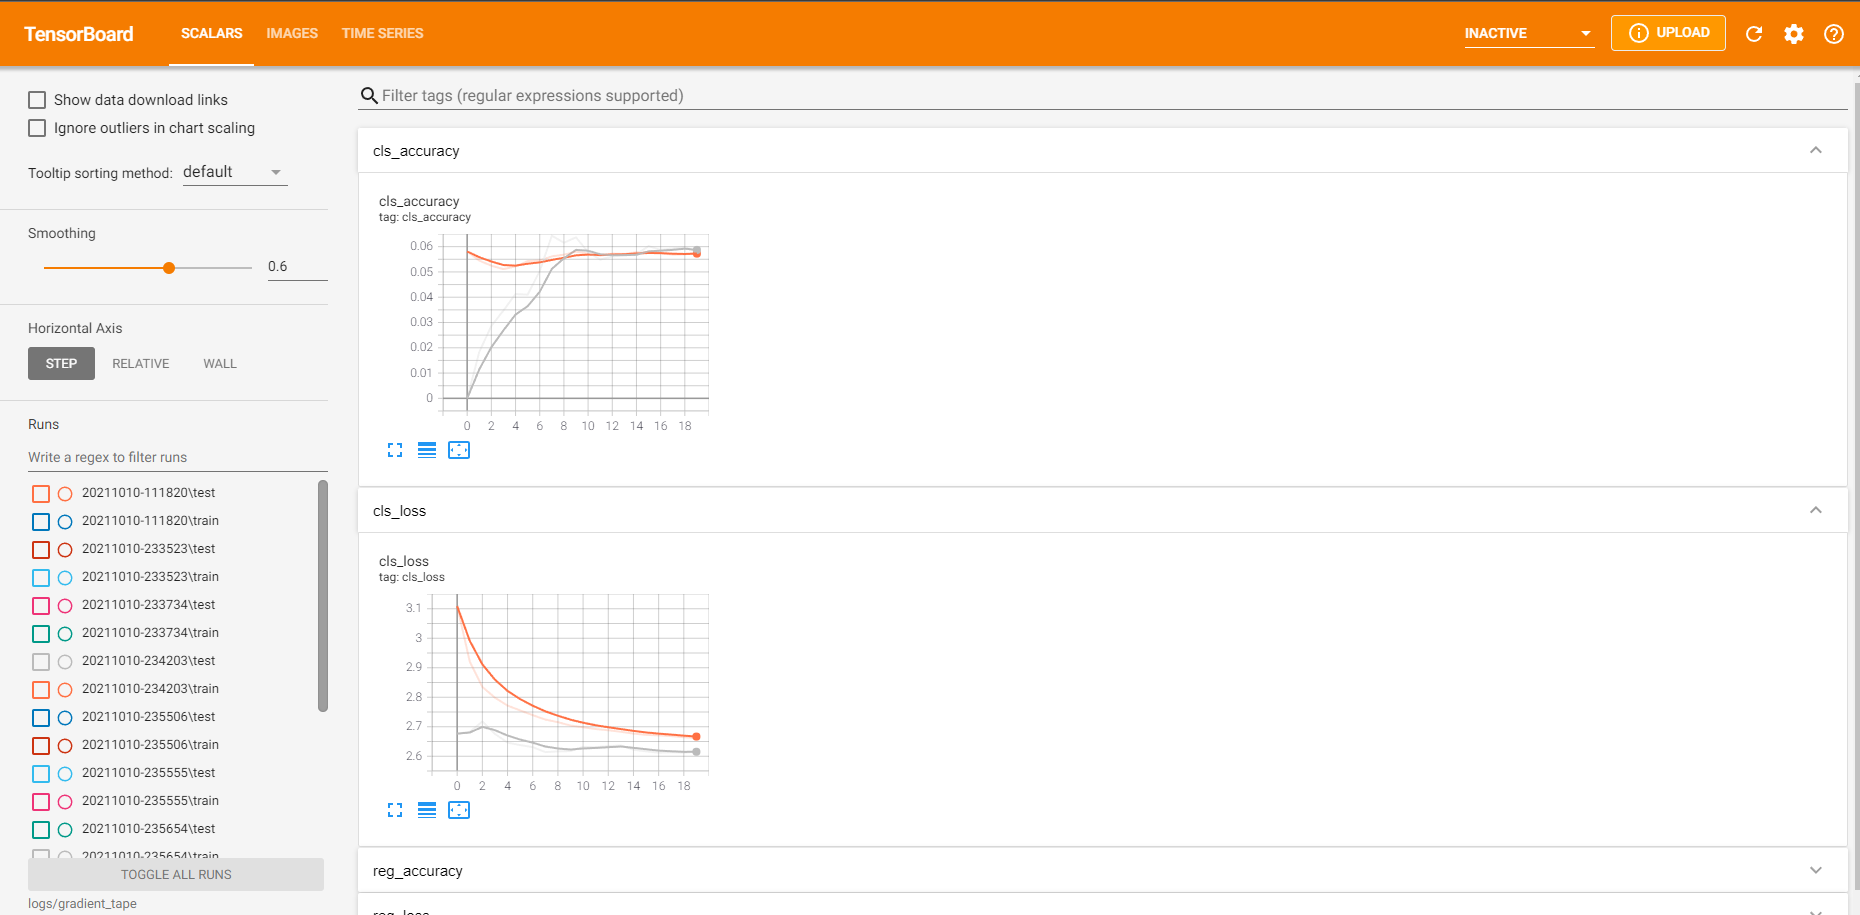 TensorBoard
SCALARS
IMAGES
TIME SERIES
INACTIVE
UPLOAD
Show data download links
Ignore outliers in chart scaling
Tooltip sorting method: default
Smoothing
0.6
Horizontal Axis
STEP
RELATIVE
WALL
Runs
Write a regex to filter runs
20211010-111820\test
20211010-111820\train
20211010-233523\test
20211010-233523\train
20211010-233734\test
20211010-233734\train
20211010-234203\test
20211010-234203\train
20211010-235506\test
20211010-235506\train
20211010-235555\test
20211010-235555\train
20211010-235654\test
20211010-235654\train
TOGGLE ALL RUNS
logs/gradient_tape
Filter tags (regular expressions supported)
cls_accuracy
cls_accuracy
tag: cls_accuracy
0.06
0.05
0.04
0.03
0.02
0.01
0
0 2 4 6 8 10 12 14 16 18
cls_loss
cls_loss
tag: cls_loss
3.1
3
2.9
2.8
2.7
2.6
0 2 4 6 8 10 12 14 16 18
reg_accuracy
reg_loss